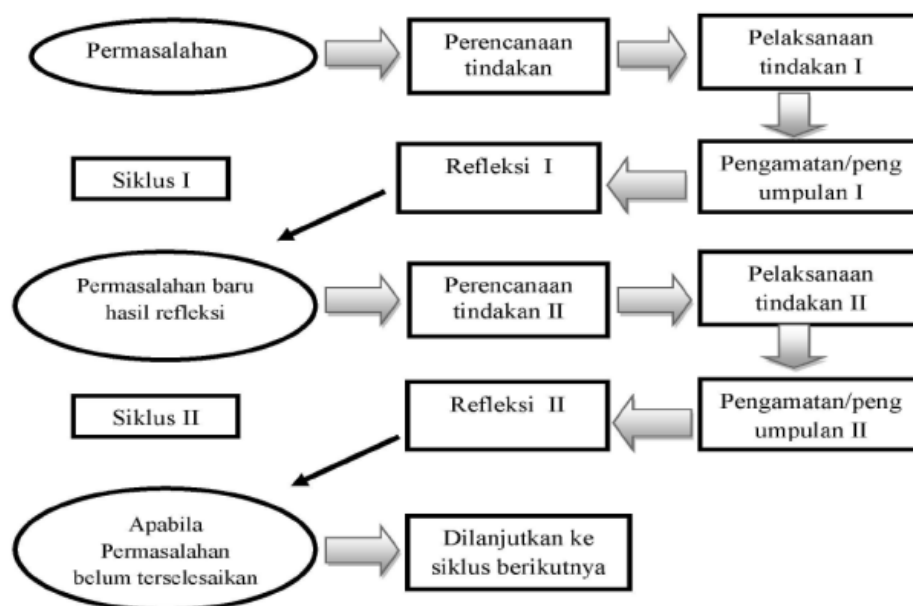 Permasalahan
Perencanaan
tindakan
Pelaksanaan
tindakan I
Siklus I
Refleksi I
Pengamatan/peng
umpulan I
Permasalahan baru
hasil refleksi
Perencanaan
tindakan II
Pelaksanaan
tindakan II
Siklus II
Refleksi II
Pengamatan/peng
umpulan II
Apabila
Permasalahan
belum terselesaikan
Dilanjutkan ke
siklus berikutnya